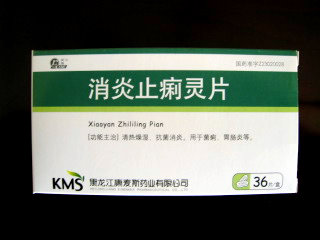 国药准字Z23020028
消炎止痢灵片
Xiaoyan Zhililing Pian
[功能主治] 清热燥湿、抗菌消炎。用于菌痢、胃肠炎等。
KMS 黑龙江康麦斯药业有限公司
36片/盒